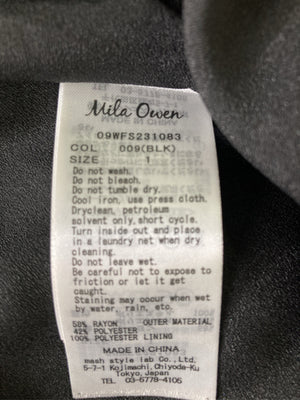 Mila Owen
09WFS231083
COL 009(BLK)
SIZE 1
Do not wash.
Do not bleach.
Do not tumble dry.
Cool iron, use press cloth.
Dryclean, petroleum
solvent only, short cycle.
Turn inside out and place
in a laundry net when dry
cleaning.
Do not leave wet.
Be careful not to expose to
friction or let it get
caught.
Staining may occur when wet
by water, rain, etc.
58% RAYON OUTER MATERIAL
42% POLYESTER
100% POLYESTER LINING
MADE IN CHINA
mash style lab Co.,Ltd.
5-7-1 Kojimachi, Chiyoda-Ku
Tokyo, Japan
TEL. 03-6778-4105